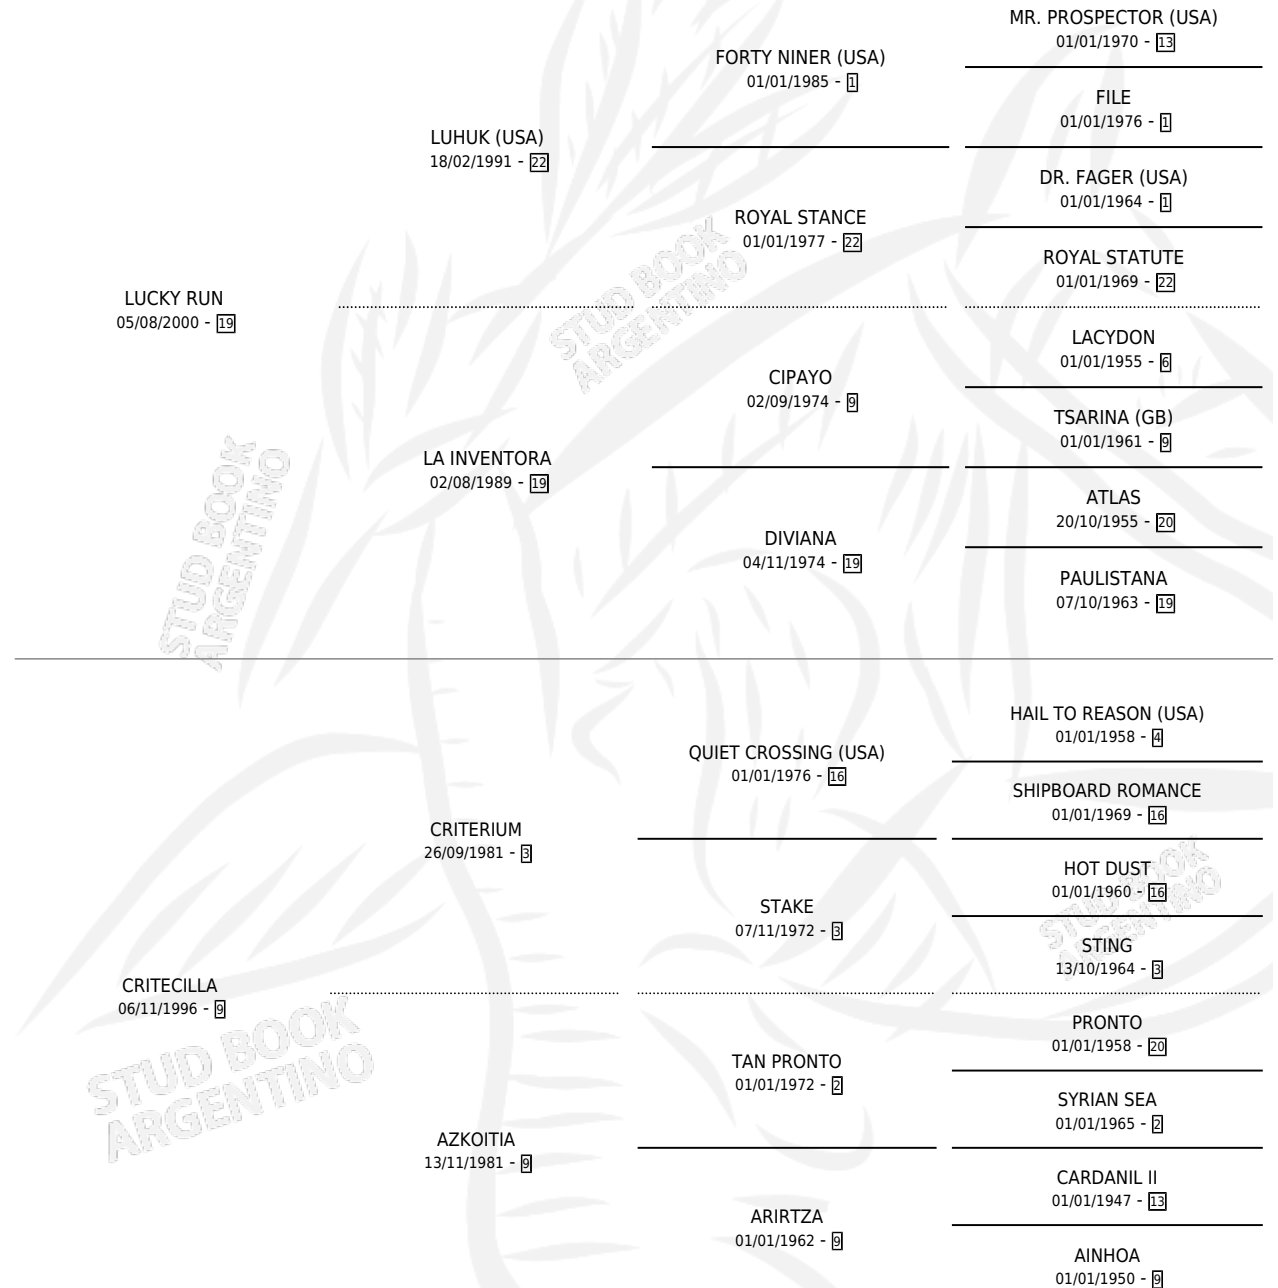 MR. PROSPECTOR (USA)
01/01/1970 - 13
FORTY NINER (USA)
01/01/1985 - 1
FILE
01/01/1976 - 1
LUHUK (USA)
18/02/1991 - 22
DR. FAGER (USA)
01/01/1964 - 1
ROYAL STANCE
01/01/1977 - 22
ROYAL STATUTE
01/01/1969 - 22
STUD BOOK
ARGENTINO
LUCKY RUN
05/08/2000 - 19
LACYDON
01/01/1955 - 6
CIPAYO
02/09/1974 - 9
TSARINA (GB)
01/01/1961 - 9
LA INVENTORA
02/08/1989 - 19
ATLAS
20/10/1955 - 20
DIVIANA
04/11/1974 - 19
PAULISTANA
07/10/1963 - 19
STUD BOOK
ARGENTINO
HAIL TO REASON (USA)
01/01/1958 - 4
QUIET CROSSING (USA)
01/01/1976 - 16
SHIPBOARD ROMANCE
01/01/1969 - 16
CRITERIUM
26/09/1981 - 3
HOT DUST
01/01/1960 - 16
STAKE
07/11/1972 - 3
STING
13/10/1964 - 3
STUD BOOK
ARGENTINO
CRITECILLA
06/11/1996 - 9
PRONTO
01/01/1958 - 20
TAN PRONTO
01/01/1972 - 2
SYRIAN SEA
01/01/1965 - 2
STUD BOOK
ARGENTINO
AZKOITIA
13/11/1981 - 9
CARDANIL II
01/01/1947 - 13
ARIRTZA
01/01/1962 - 9
AINHOA
01/01/1950 - 9